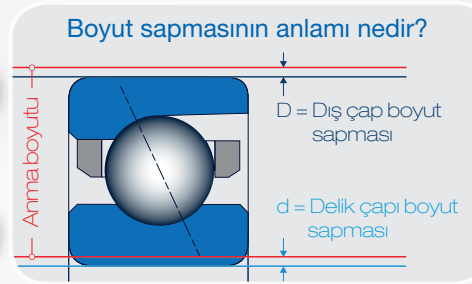 Boyut sapmasının anlamı nedir?
Anma boyutu
D = Dış çap boyut
sapması
d = Delik çapı boyut
sapması